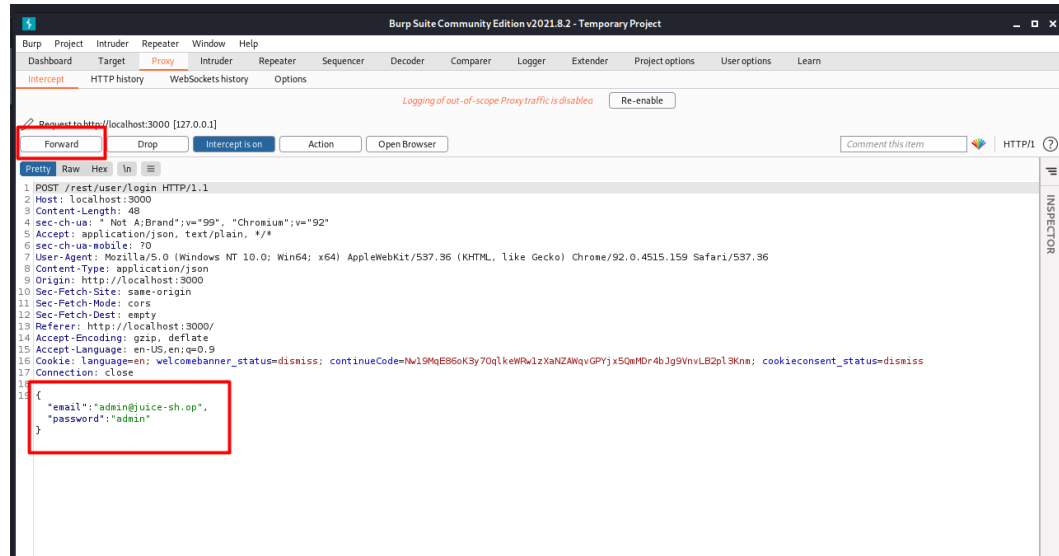 Burp Suite Community Edition v2021.8.2 - Temporary Project
Burp Project Intruder Repeater Window Help
Dashboard Target Proxy Intruder Repeater Sequencer Decoder Comparer Logger Extender Project options User options Learn
Intercept HTTP history WebSockets history Options
Logging of out-of-scope Proxy traffic is disabled Re-enable
Request to http://localhost:3000 [127.0.0.1]
Forward Drop Intercept is on Action Open Browser Comment this item HTTP/1 ?
Pretty Raw Hex \n
INSPECTOR
1 POST /rest/user/login HTTP/1.1
2 Host: localhost:3000
3 Content-Length: 48
4 sec-ch-ua: " Not A;Brand";v="99", "Chromium";v="92"
5 Accept: application/json, text/plain, */*
6 sec-ch-ua-mobile: ?0
7 User-Agent: Mozilla/5.0 (Windows NT 10.0; Win64; x64) AppleWebKit/537.36 (KHTML, like Gecko) Chrome/92.0.4515.159 Safari/537.36
8 Content-Type: application/json
9 Origin: http://localhost:3000
10 Sec-Fetch-Site: same-origin
11 Sec-Fetch-Mode: cors
12 Sec-Fetch-Dest: empty
13 Referer: http://localhost:3000/
14 Accept-Encoding: gzip, deflate
15 Accept-Language: en-US,en;q=0.9
16 Cookie: language=en; welcomebanner_status=dismiss; continueCode=Nwl9MqE86oK3y7OqlkeWRwlzXaNZAWqvGPYjx5QmMDr4bJg9VnvLB2pl3Knm; cookieconsent_status=dismiss
17 Connection: close
18
19 {
"email":"admin@juice-sh.op",
"password":"admin"
}